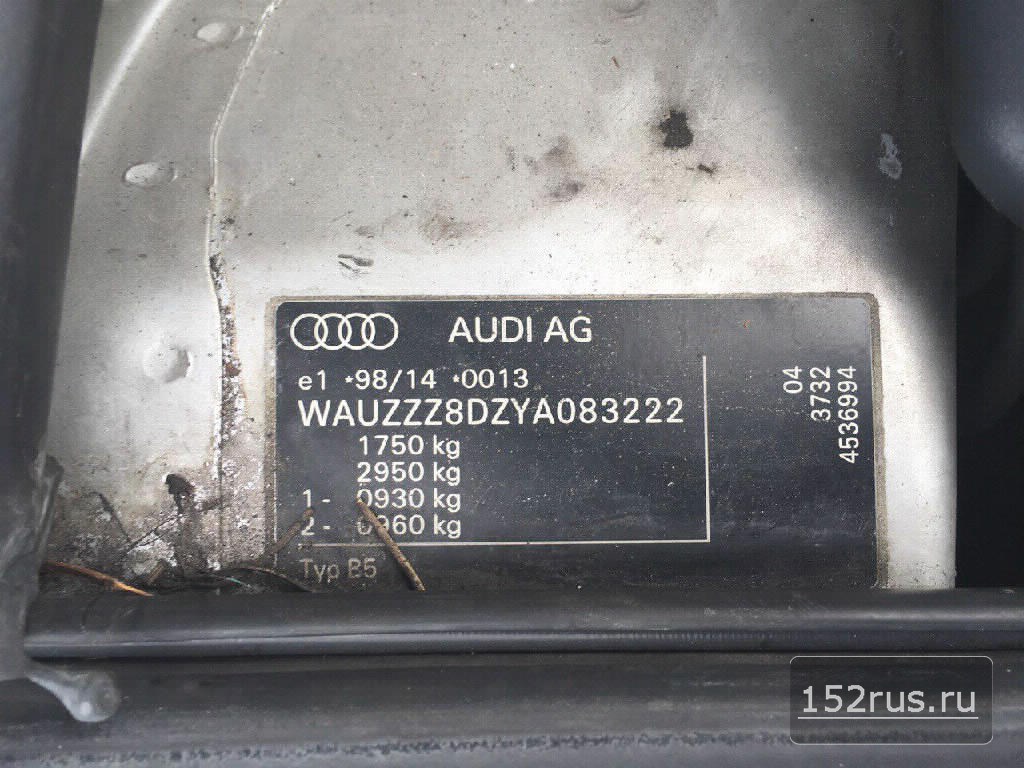 AUDI AG
e1 *98/14 *0013
WAUZZZ8DZYA083222
1750 kg
2950 kg
1 - 0930 kg
2 - 0960 kg
Typ B5
04
3732
4536994
152rus.ru